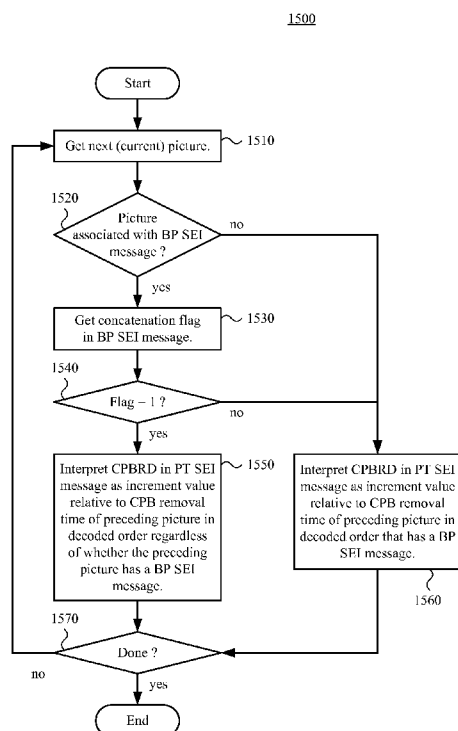 1500
Start
Get next (current) picture.
1510
1520
Picture
associated with BP SEI
message ?
no
yes
Get concatenation flag
in BP SEI message.
1530
1540
Flag = 1 ?
no
yes
Interpret CPBRD in PT SEI
message as increment value
relative to CPB removal
time of preceding picture in
decoded order regardless
of whether the preceding
picture has a BP SEI
message.
1550
Interpret CPBRD in PT SEI
message as increment value
relative to CPB removal
time of preceding picture in
decoded order that has a BP
SEI message.
1560
1570
Done ?
no
yes
End